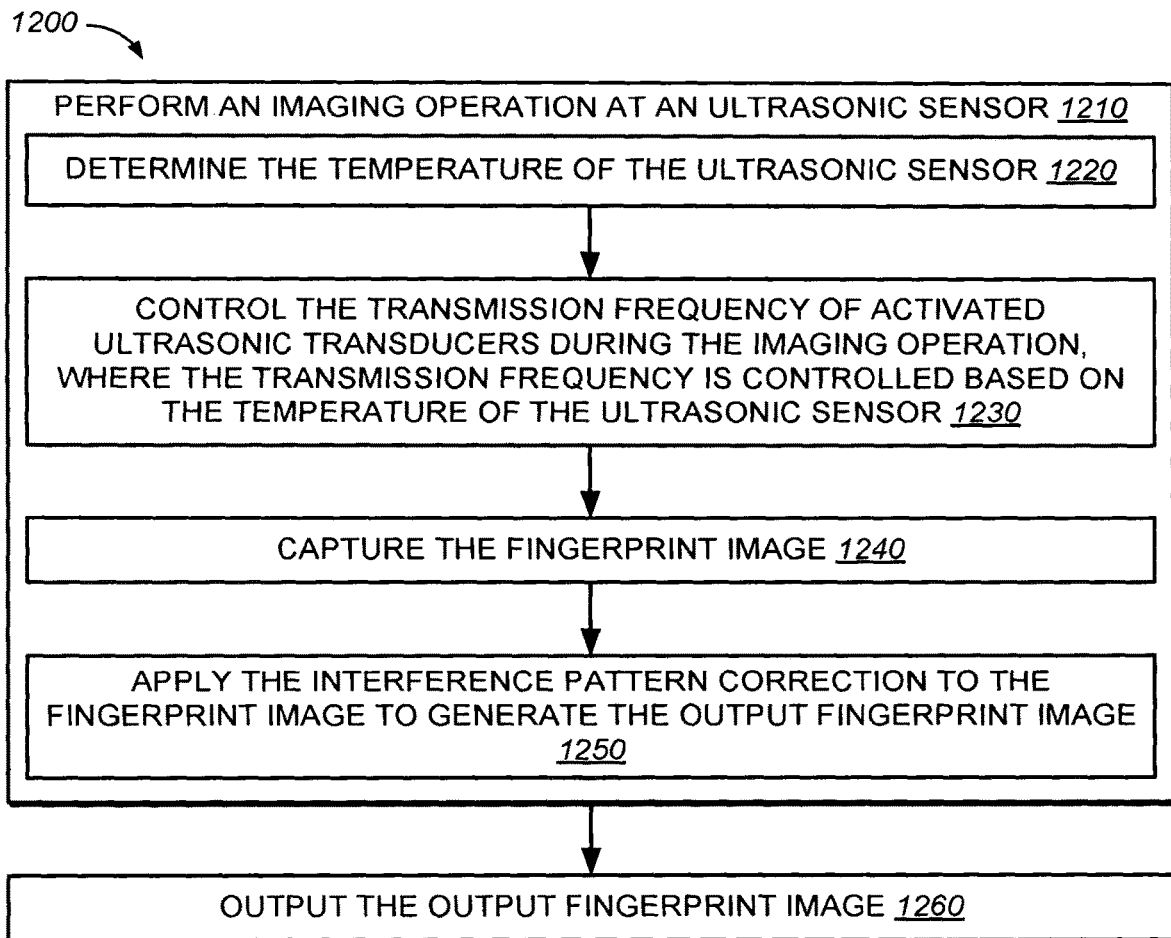 1200
PERFORM AN IMAGING OPERATION AT AN ULTRASONIC SENSOR 1210
DETERMINE THE TEMPERATURE OF THE ULTRASONIC SENSOR 1220
CONTROL THE TRANSMISSION FREQUENCY OF ACTIVATED
ULTRASONIC TRANSDUCERS DURING THE IMAGING OPERATION,
WHERE THE TRANSMISSION FREQUENCY IS CONTROLLED BASED ON
THE TEMPERATURE OF THE ULTRASONIC SENSOR 1230
CAPTURE THE FINGERPRINT IMAGE 1240
APPLY THE INTERFERENCE PATTERN CORRECTION TO THE
FINGERPRINT IMAGE TO GENERATE THE OUTPUT FINGERPRINT IMAGE
1250
OUTPUT THE OUTPUT FINGERPRINT IMAGE 1260